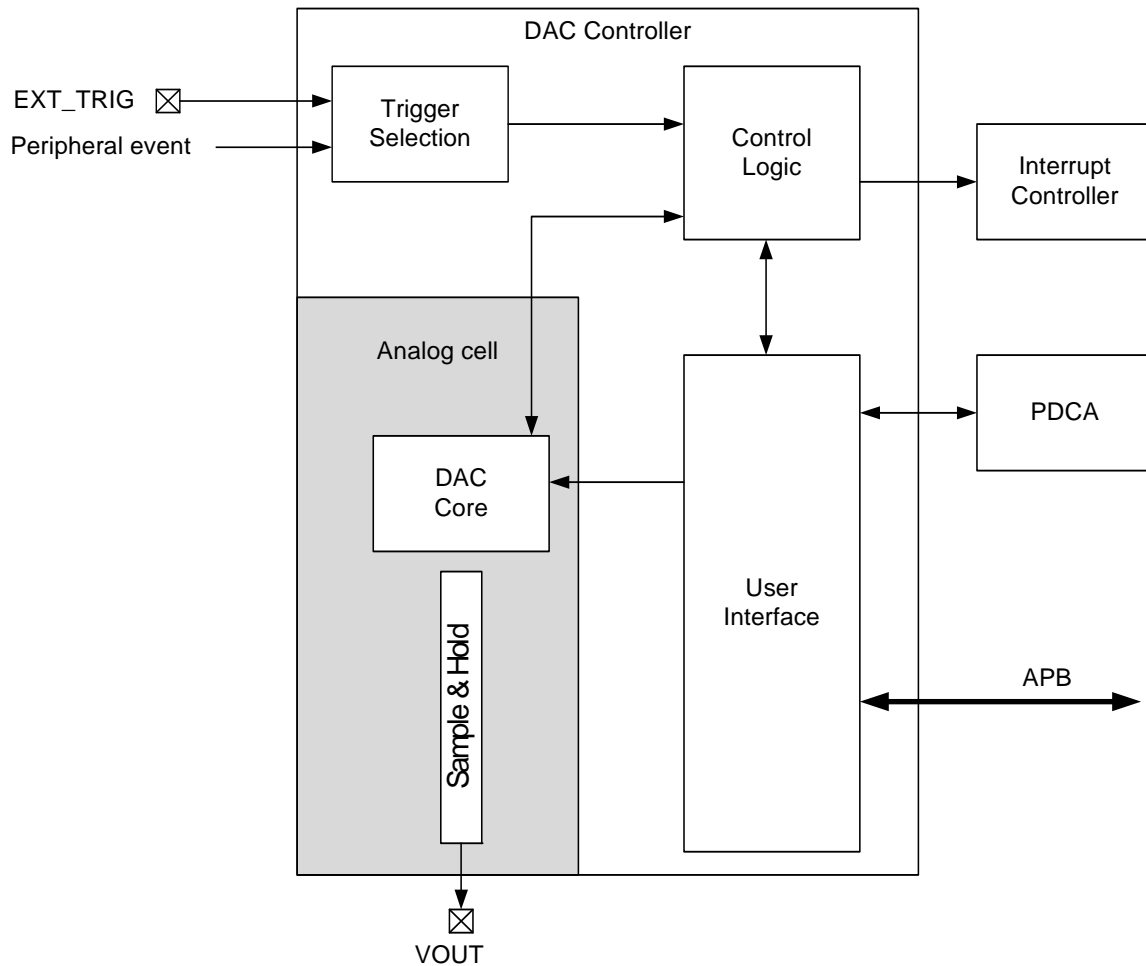 DAC Controller
EXT_TRIG
Peripheral event
Trigger
Selection
Control
Logic
Interrupt
Controller
Analog cell
PDCA
DAC
Core
User
Interface
Sample & Hold
APB
VOUT